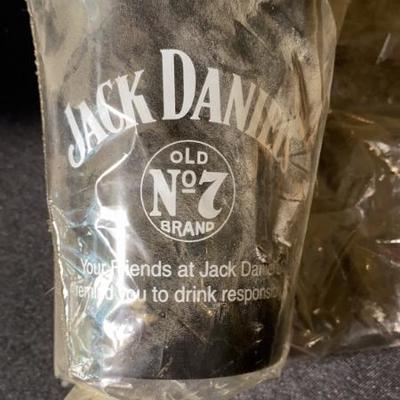 JACK DANIEL'S
OLD
Nº7
BRAND
Your Friends at Jack Daniel's
remind you to drink responsibly